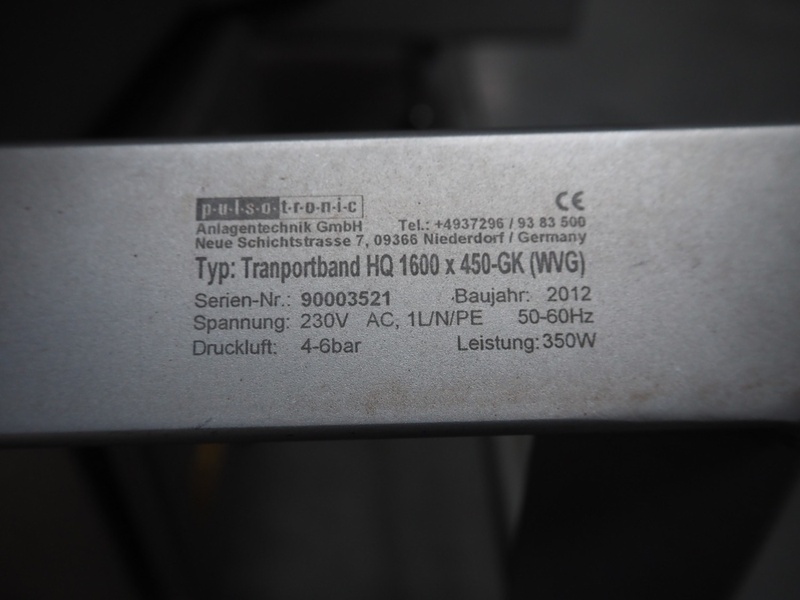 p·u·l·s·o·t·r·o·n·i·c CE
Anlagentechnik GmbH Tel.: +4937296 / 93 83 500
Neue Schichtstrasse 7, 09366 Niederdorf / Germany
Typ: Tranportband HQ 1600 x 450-GK (WVG)
Serien-Nr.: 90003521 Baujahr: 2012
Spannung: 230V AC, 1L/N/PE 50-60Hz
Druckluft: 4-6bar Leistung: 350W